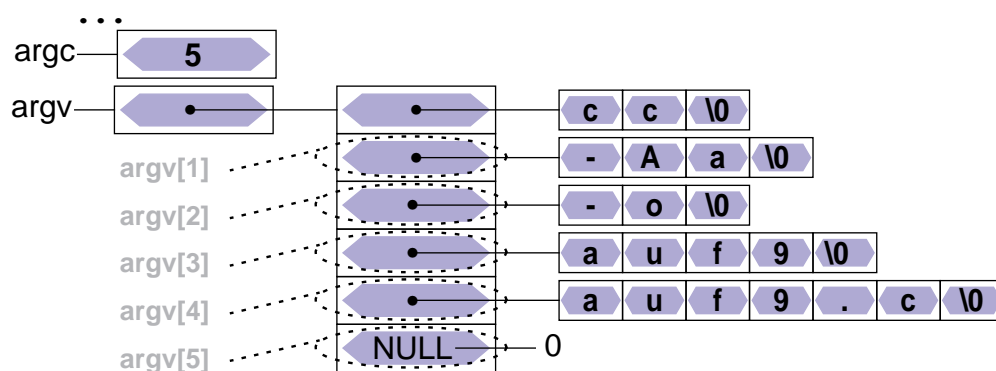 ...
argc 5
argv c c \0
argv[1] - A a \0
argv[2] - o \0
argv[3] a u f 9 \0
argv[4] a u f 9 . c \0
argv[5] NULL 0